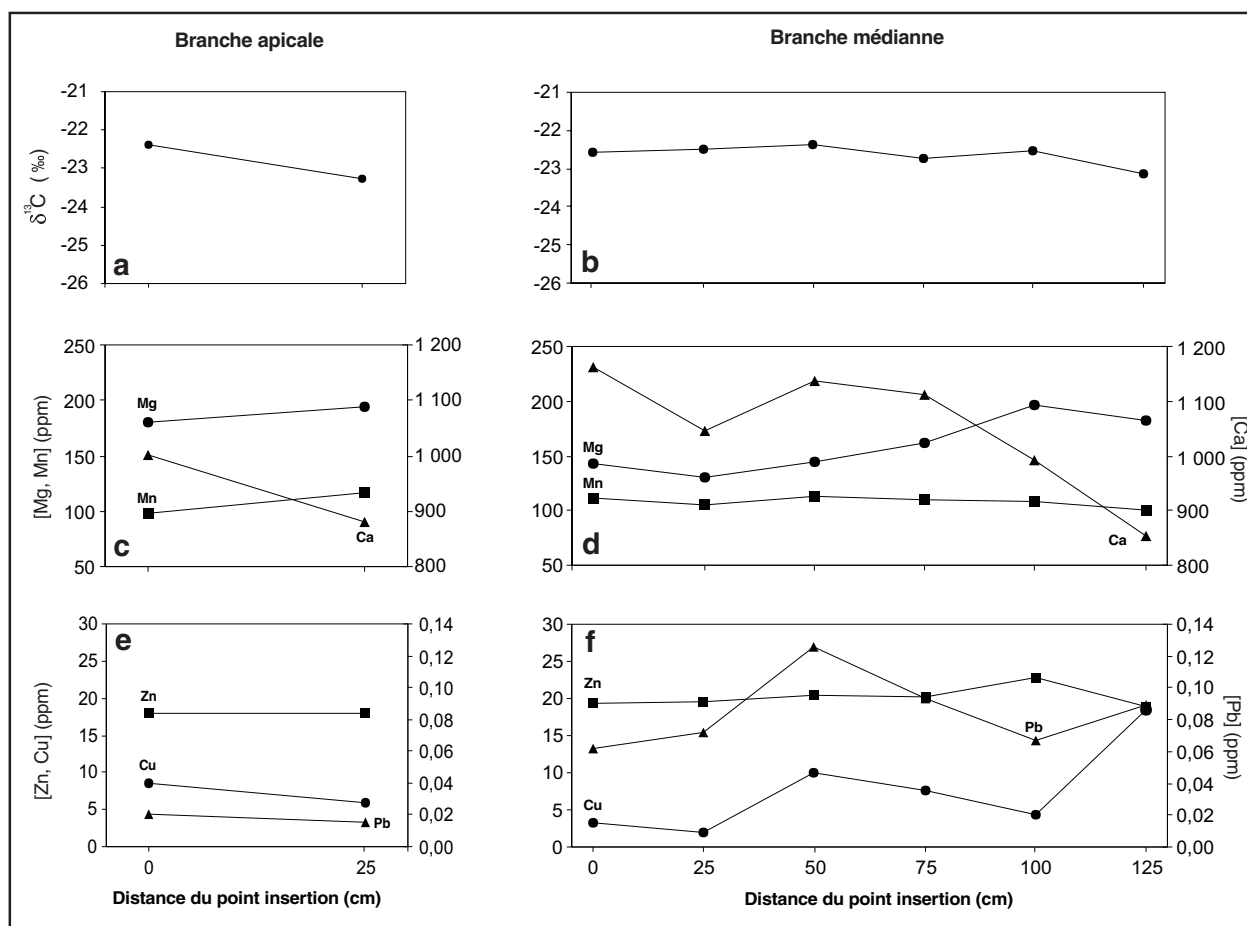 Branche apicale
Branche médianne
δ13C ( ‰)
-21
-22
-23
-24
-25
-26
a
-21
-22
-23
-24
-25
-26
b
[Mg, Mn] (ppm)
250
200
150
100
50
Mg
Mn
Ca
c
1 200
1 100
1 000
900
800
250
200
150
100
50
Mg
Mn
Ca
d
1 200
1 100
1 000
900
800
[Ca] (ppm)
[Zn, Cu] (ppm)
30
25
20
15
10
5
0
e
Zn
Cu
Pb
0,14
0,12
0,10
0,08
0,06
0,04
0,02
0,00
0
25
Distance du point insertion (cm)
30
25
20
15
10
5
0
f
Zn
Pb
Cu
0,14
0,12
0,10
0,08
0,06
0,04
0,02
0,00
[Pb] (ppm)
0
25
50
75
100
125
Distance du point insertion (cm)